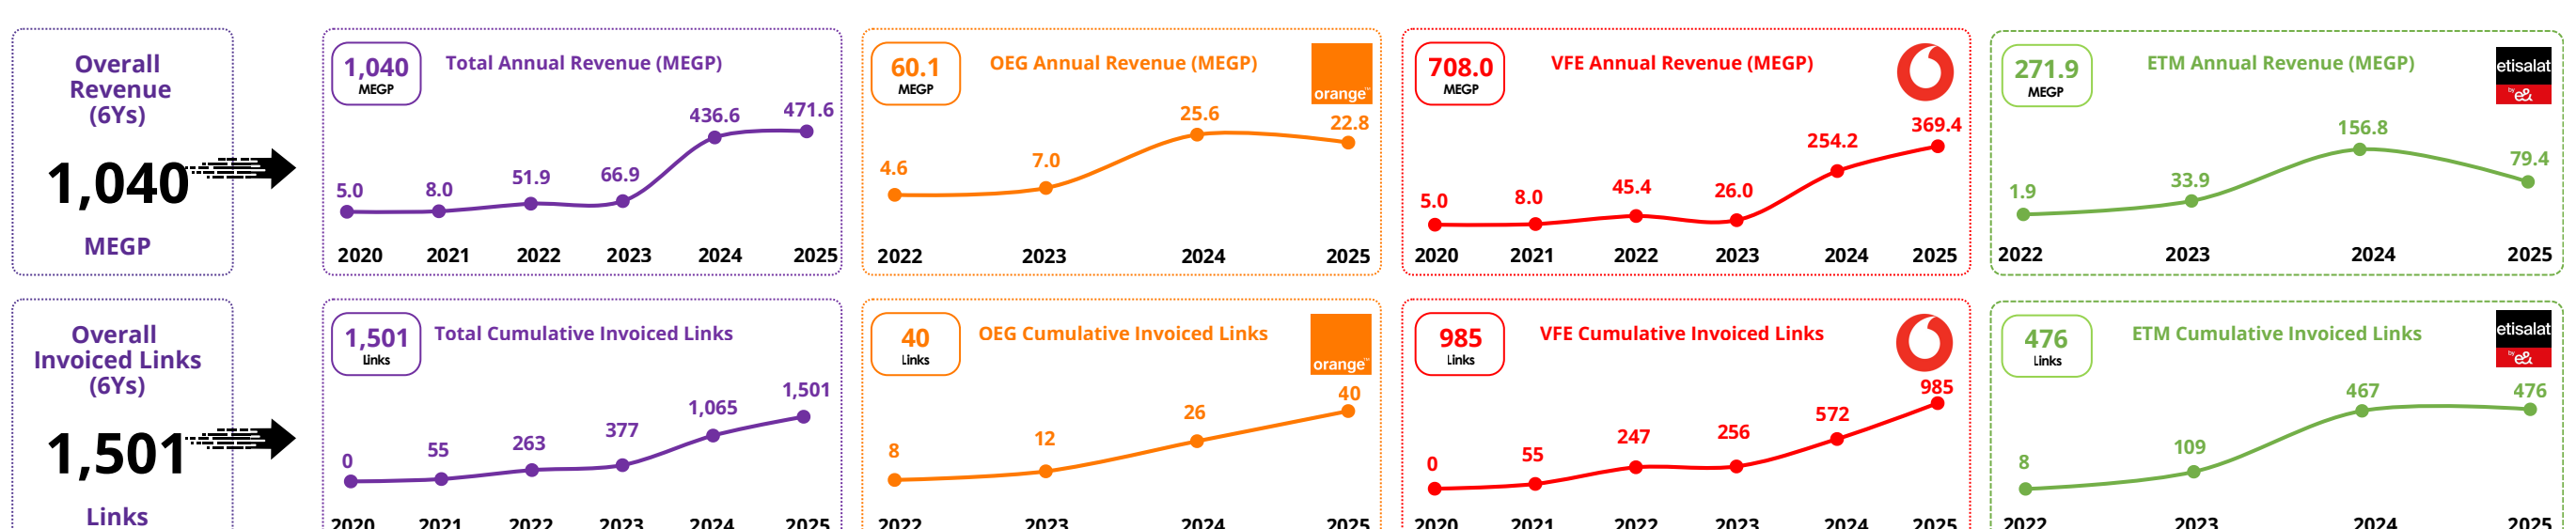 Overall
Revenue
(6Ys)
1,040
MEGP
1,040
MEGP
Total Annual Revenue (MEGP)
5.0
8.0
51.9
66.9
436.6
471.6
2020 2021 2022 2023 2024 2025
60.1
MEGP
OEG Annual Revenue (MEGP)
orange™
4.6
7.0
25.6
22.8
2022 2023 2024 2025
708.0
MEGP
VFE Annual Revenue (MEGP)
5.0
8.0
45.4
26.0
254.2
369.4
2020 2021 2022 2023 2024 2025
271.9
MEGP
ETM Annual Revenue (MEGP)
etisalat
by e&
1.9
33.9
156.8
79.4
2022 2023 2024 2025
Overall
Invoiced Links
(6Ys)
1,501
Links
1,501
Links
Total Cumulative Invoiced Links
0
55
263
377
1,065
1,501
2020 2021 2022 2023 2024 2025
40
Links
OEG Cumulative Invoiced Links
orange™
8
12
26
40
2022 2023 2024 2025
985
Links
VFE Cumulative Invoiced Links
0
55
247
256
572
985
2020 2021 2022 2023 2024 2025
476
Links
ETM Cumulative Invoiced Links
etisalat
by e&
8
109
467
476
2022 2023 2024 2025